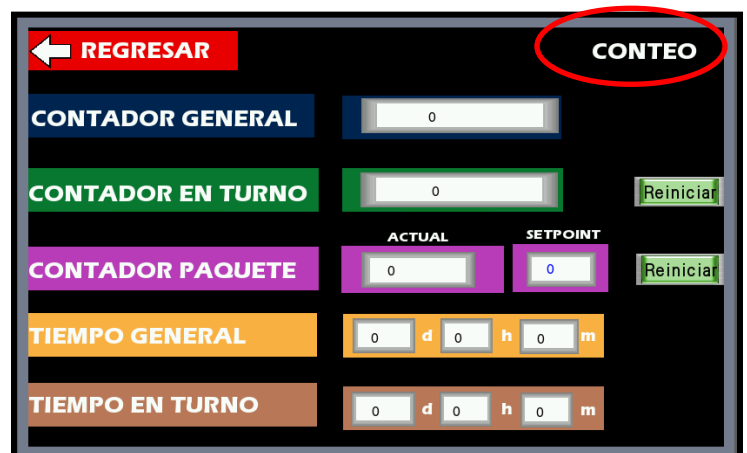 REGRESAR CONTEO
CONTADOR GENERAL 0
CONTADOR EN TURNO 0 Reiniciar
ACTUAL SETPOINT
CONTADOR PAQUETE 0 0 Reiniciar
TIEMPO GENERAL 0 d 0 h 0 m
TIEMPO EN TURNO 0 d 0 h 0 m